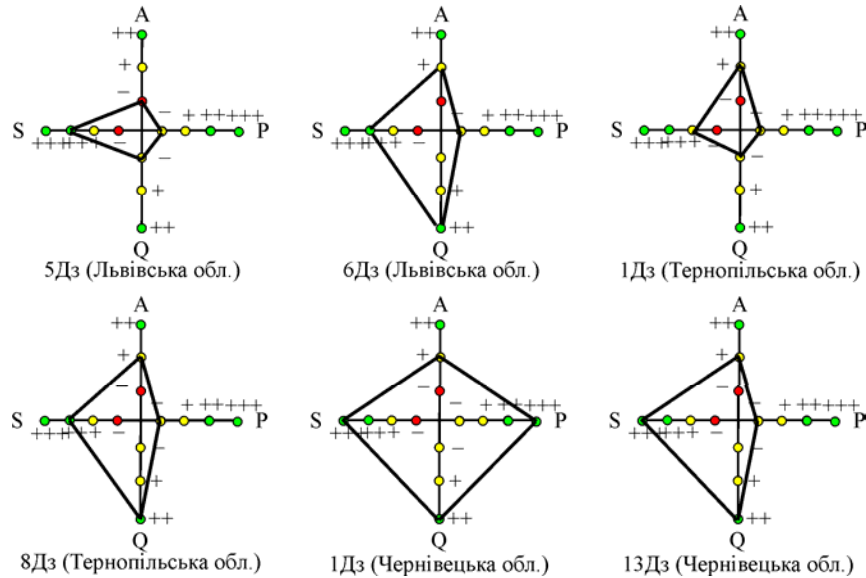 A
++
+
−
− + ++ +++
S P
+++ ++ + −
−
+
++
Q
5Дз (Львівська обл.)
A
++
+
−
− + ++ +++
S P
+++ ++ + −
−
+
++
Q
6Дз (Львівська обл.)
A
++
+
−
− + ++ +++
S P
+++ ++ + −
−
+
++
Q
1Дз (Тернопільська обл.)
A
++
+
−
− + ++ +++
S P
+++ ++ + −
−
+
++
Q
8Дз (Тернопільська обл.)
A
++
+
−
− + ++ +++
S P
+++ ++ + −
−
+
++
Q
1Дз (Чернівецька обл.)
A
++
+
−
− + ++ +++
S P
+++ ++ + −
−
+
++
Q
13Дз (Чернівецька обл.)